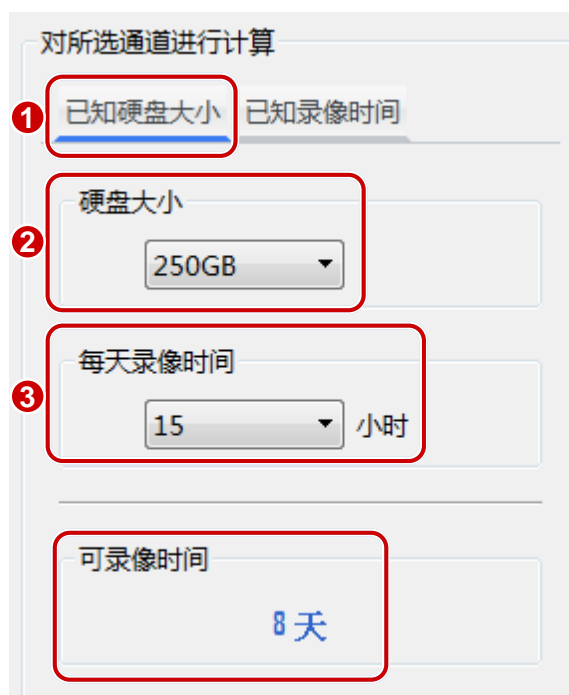 对所选通道进行计算
1 已知硬盘大小 已知录像时间
硬盘大小
2
250GB
每天录像时间
3
15 小时
可录像时间
8天